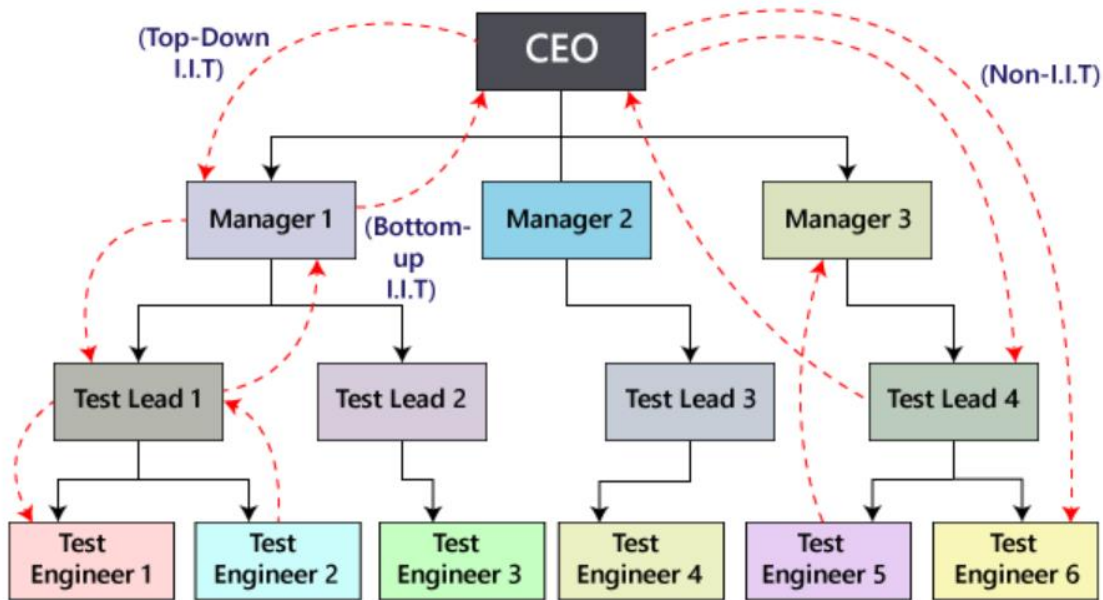 (Top-Down
I.I.T)
CEO
(Non-I.I.T)
Manager 1
(Bottom-
up
I.I.T)
Manager 2
Manager 3
Test Lead 1
Test Lead 2
Test Lead 3
Test Lead 4
Test
Engineer 1
Test
Engineer 2
Test
Engineer 3
Test
Engineer 4
Test
Engineer 5
Test
Engineer 6